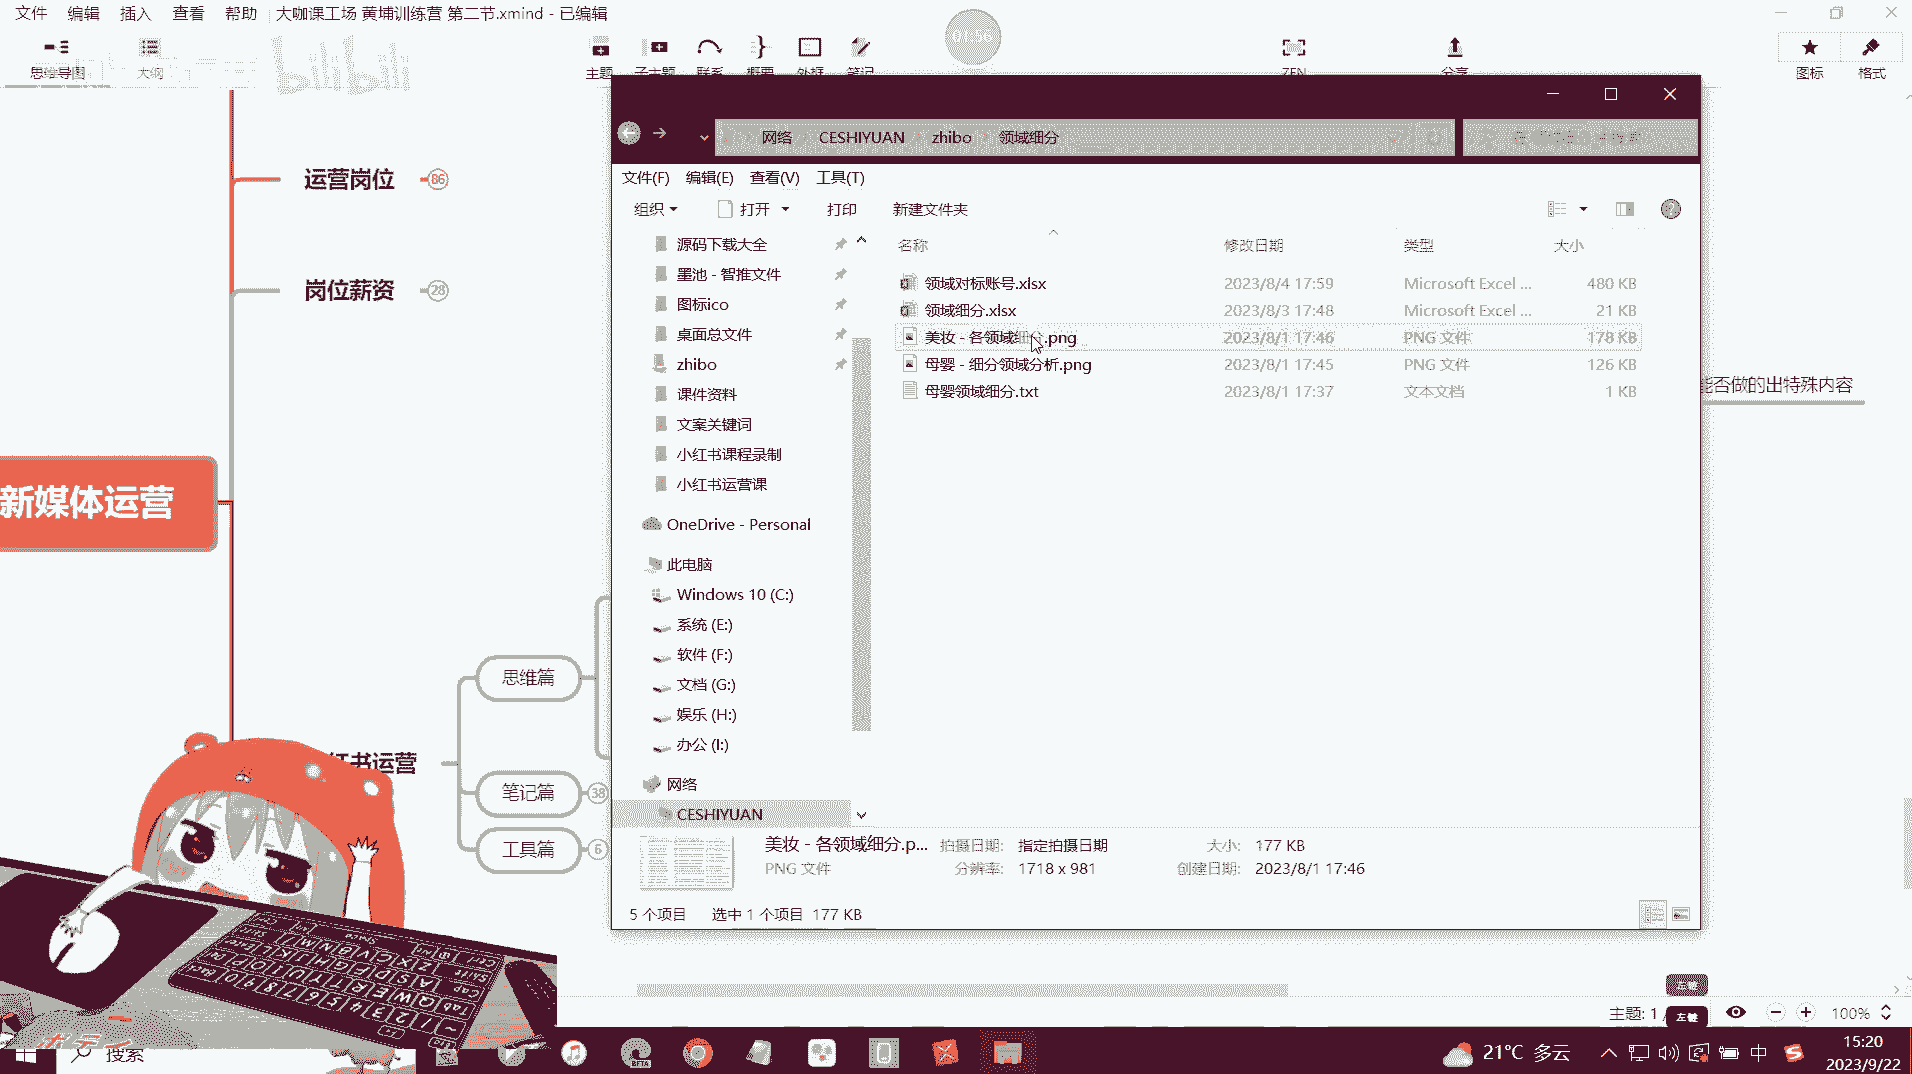 文件 编辑 插入 查看 帮助 大咖课工场 黄埔训练营 第二节.xmind - 已编辑
bilibili
思维导图 大纲 主题 子主题 联系 概要 外框 笔记 01:56 ZEN 分享 图标 格式
网络 CESHIYUAN zhibo 领域细分
文件(F) 编辑(E) 查看(V) 工具(T)
组织 打开 打印 新建文件夹
名称 修改日期 类型 大小
领域对标账号.xlsx 2023/8/4 17:59 Microsoft Excel ... 480 KB
领域细分.xlsx 2023/8/3 17:48 Microsoft Excel ... 21 KB
美妆 - 各领域细分.png 2023/8/1 17:46 PNG 文件 178 KB
母婴 - 细分领域分析.png 2023/8/1 17:45 PNG 文件 126 KB
母婴领域细分.txt 2023/8/1 17:37 文本文档 1 KB
源码下载大全
墨池 - 智推文件
图标ico
桌面总文件
zhibo
课件资料
文案关键词
小红书课程录制
小红书运营课
OneDrive - Personal
此电脑
Windows 10 (C:)
系统 (E:)
软件 (F:)
文档 (G:)
娱乐 (H:)
办公 (I:)
网络
CESHIYUAN
美妆 - 各领域细分.p... 拍摄日期: 指定拍摄日期 大小: 177 KB
PNG 文件 分辨率: 1718 x 981 创建日期: 2023/8/1 17:46
5 个项目 选中 1 个项目 177 KB
运营岗位 86
岗位薪资 28
新媒体运营
能否做的出特殊内容
思维篇
书运营
笔记篇 38
工具篇 6
左键
主题: 1 / 左键 100%
搜索
21°C 多云 中 15:20
2023/9/22